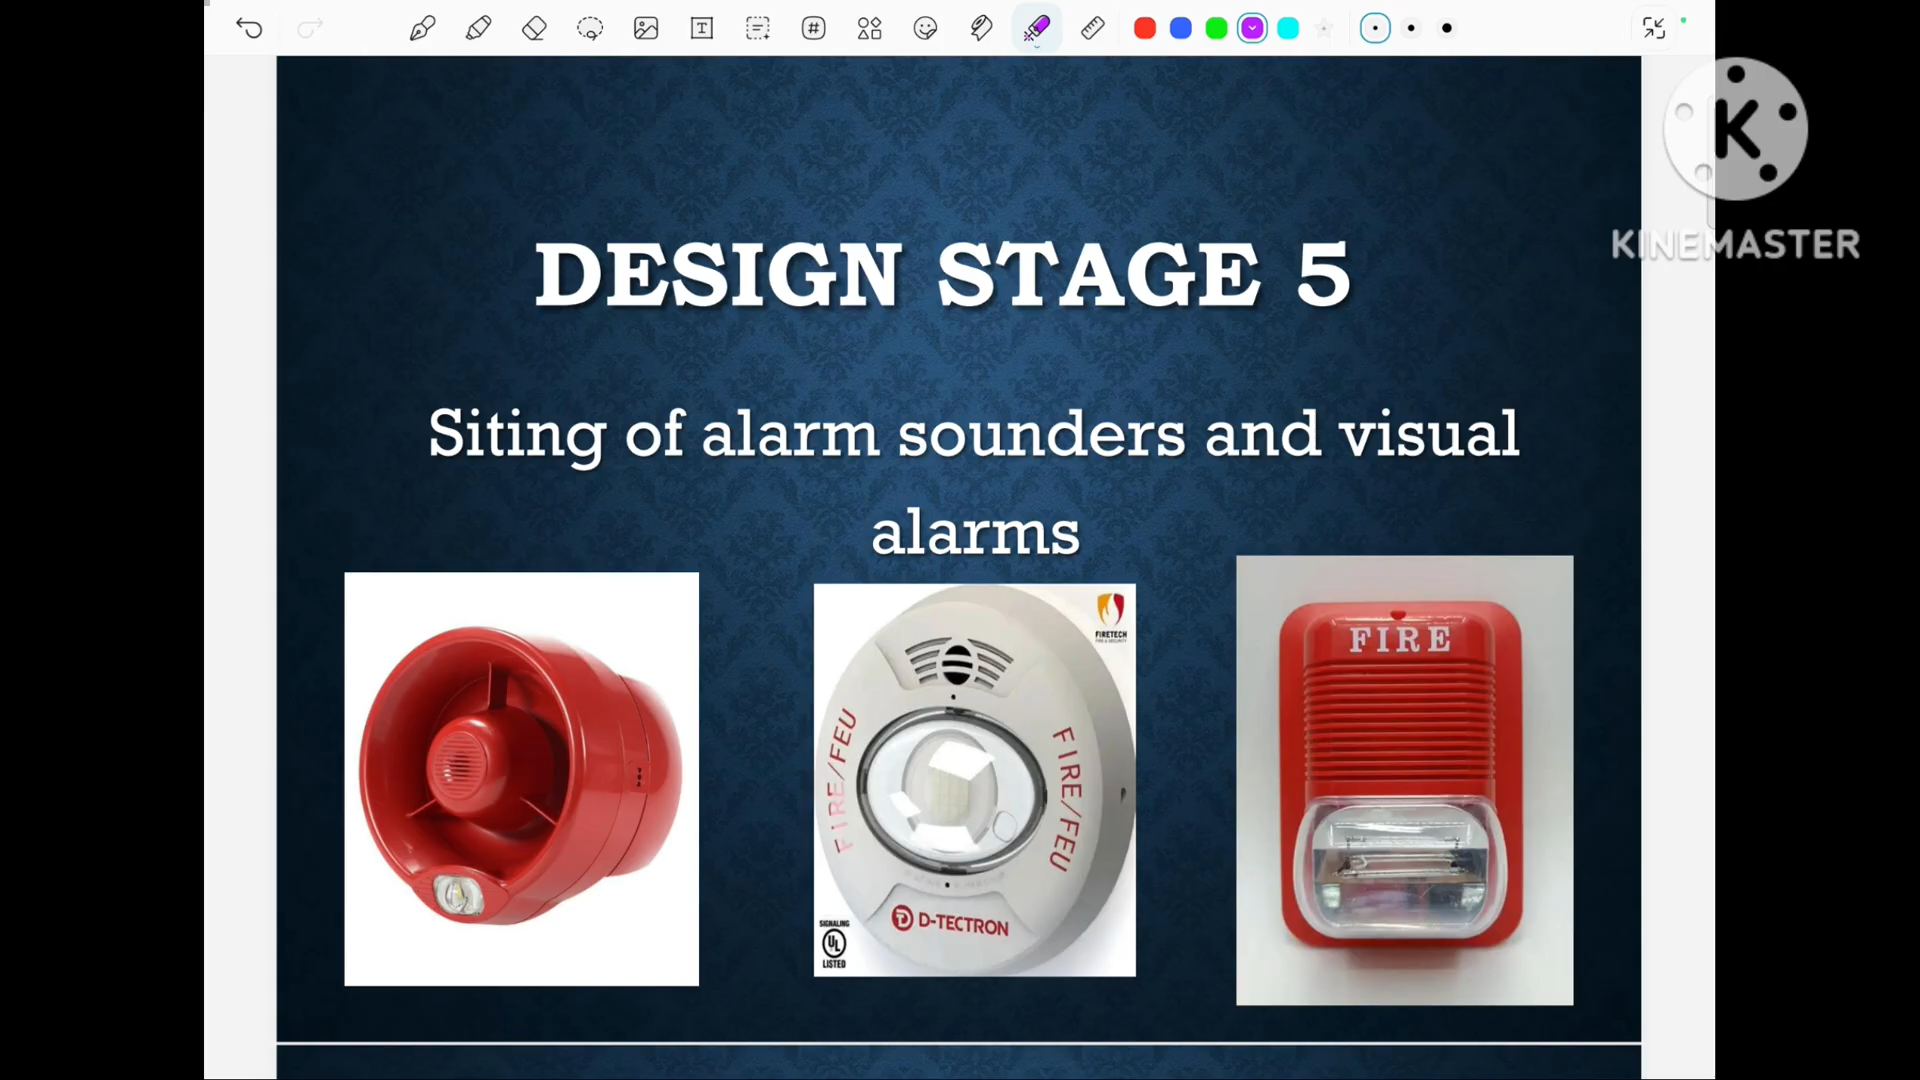 KINEMASTER
DESIGN STAGE 5
Siting of alarm sounders and visual
alarms
FIRETECH
FIRE/FEU
FIRE/FEU
D-TECTRON
SIGNALING
UL
LISTED
FIRE